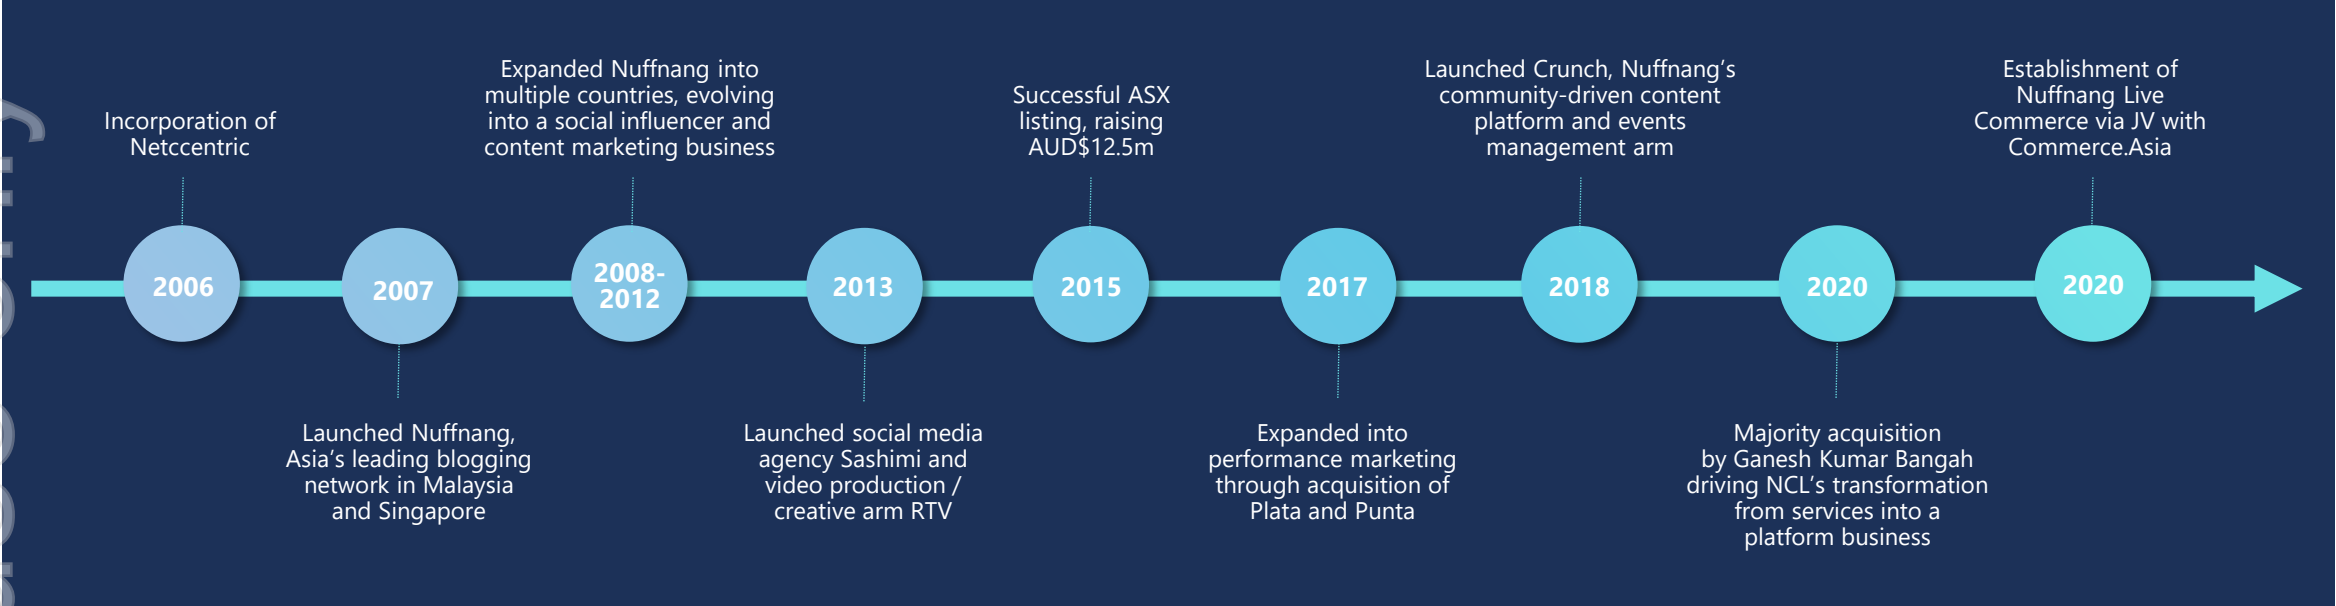 Incorporation of
Netccentric
Expanded Nuffnang into
multiple countries, evolving
into a social influencer and
content marketing business
Successful ASX
listing, raising
AUD$12.5m
Launched Crunch, Nuffnang’s
community-driven content
platform and events
management arm
Establishment of
Nuffnang Live
Commerce via JV with
Commerce.Asia
2006
2007
2008-
2012
2013
2015
2017
2018
2020
2020
Launched Nuffnang,
Asia’s leading blogging
network in Malaysia
and Singapore
Launched social media
agency Sashimi and
video production /
creative arm RTV
Expanded into
performance marketing
through acquisition of
Plata and Punta
Majority acquisition
by Ganesh Kumar Bangah
driving NCL’s transformation
from services into a
platform business